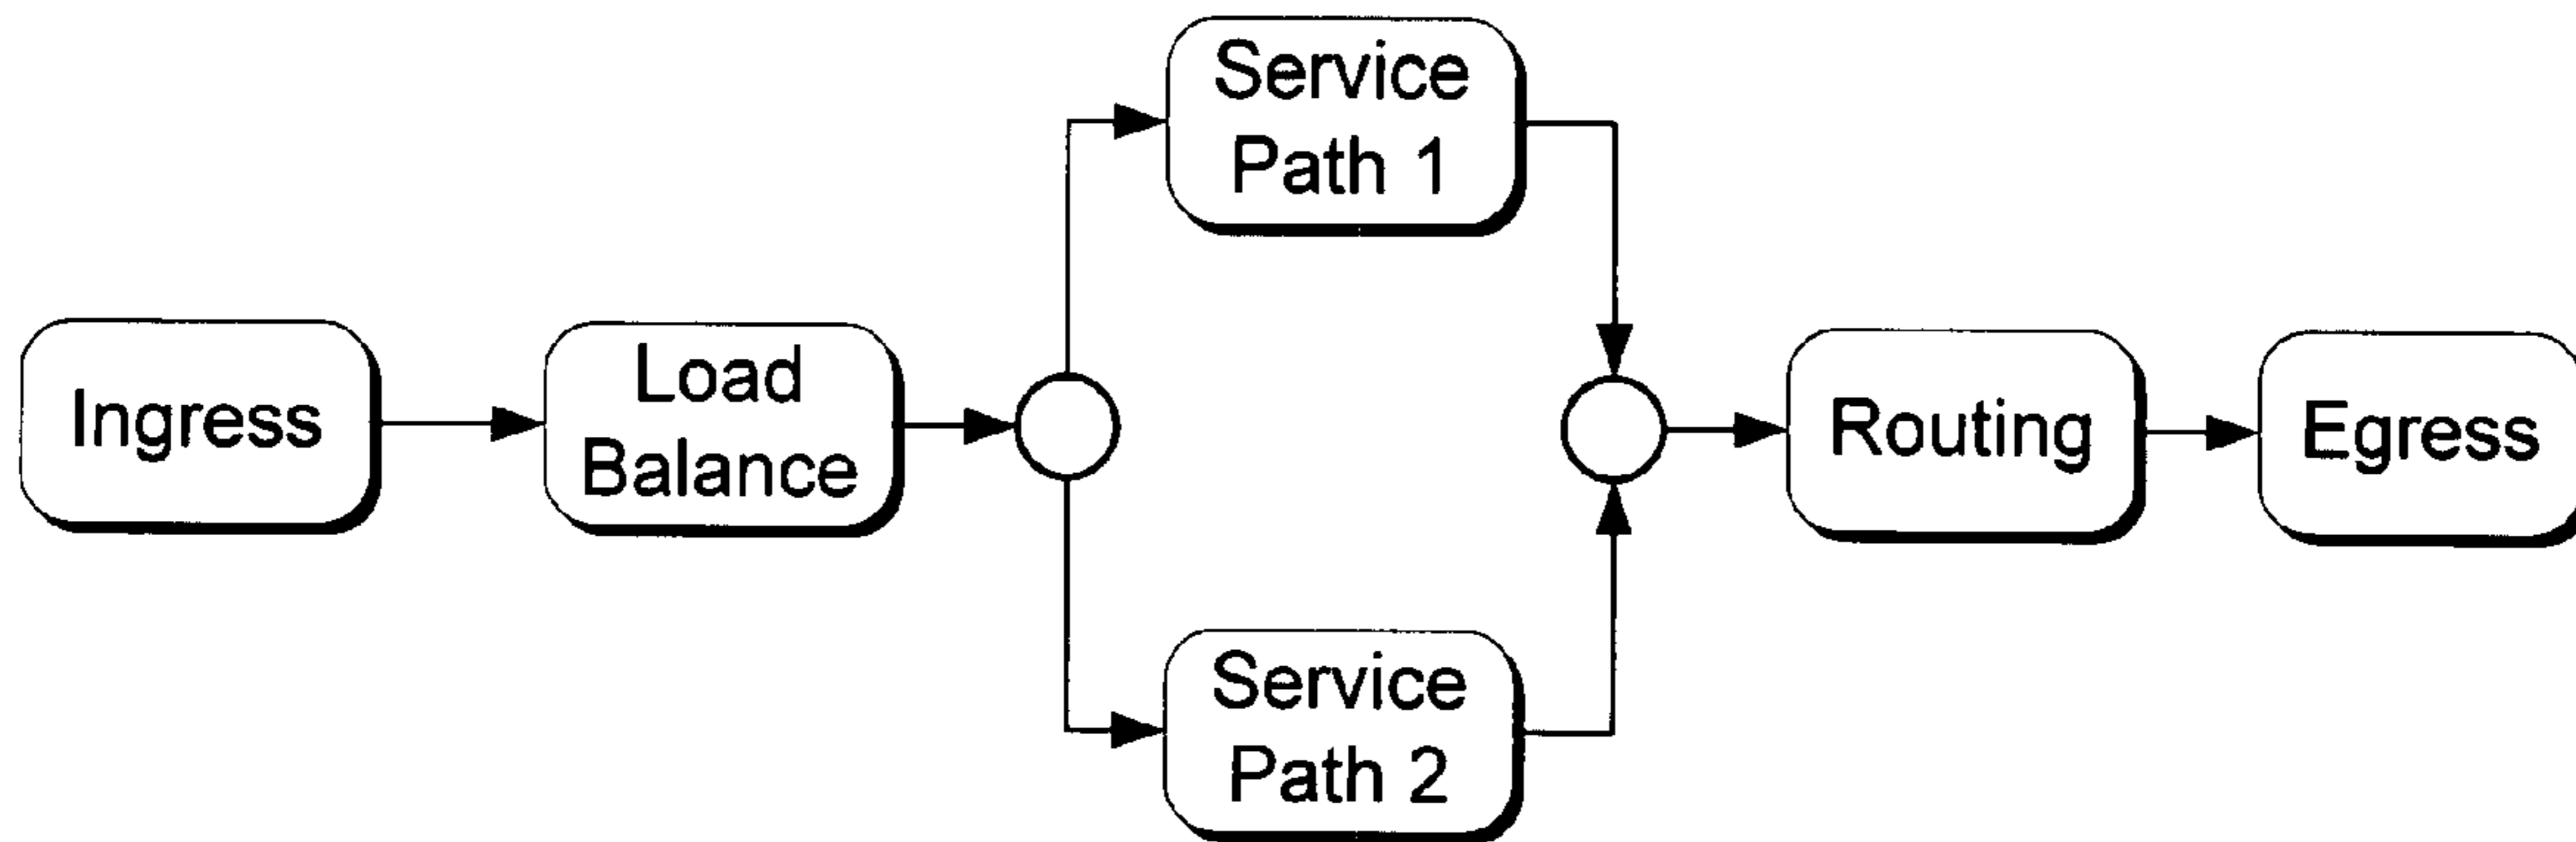 Ingress
Load
Balance
Service
Path 1
Service
Path 2
Routing
Egress